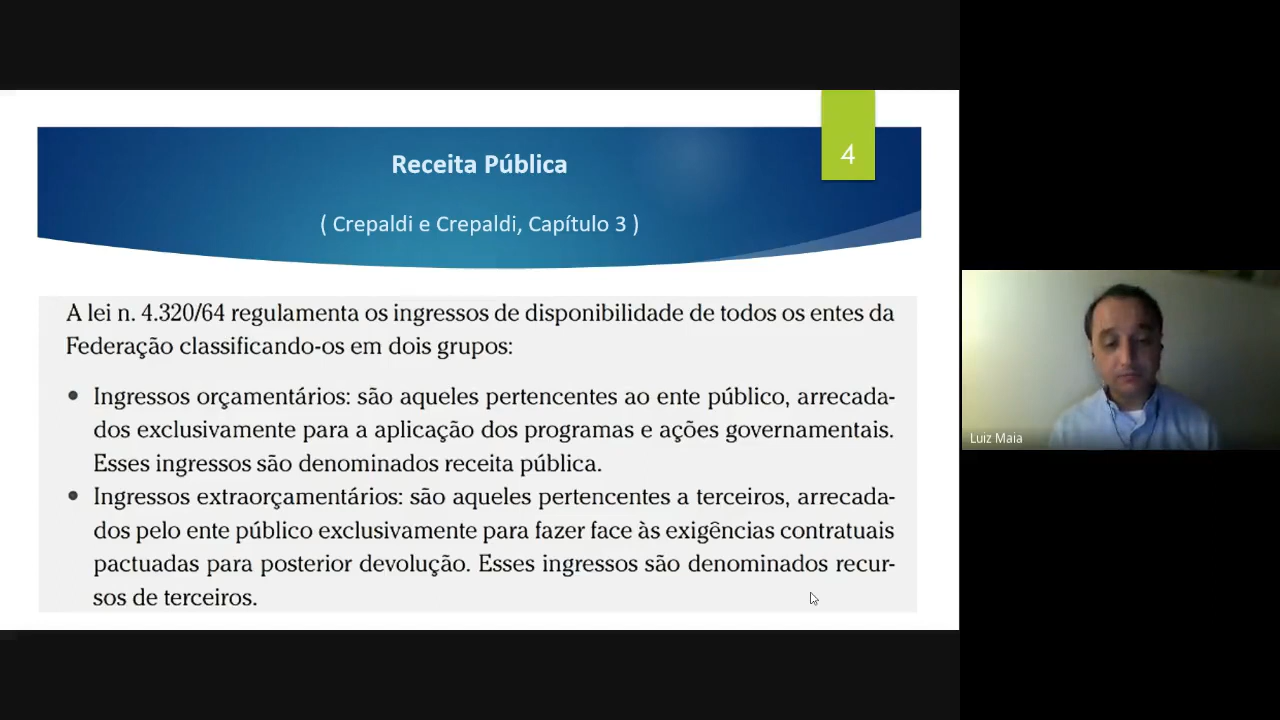 4
Receita Pública
( Crepaldi e Crepaldi, Capítulo 3 )
A lei n. 4.320/64 regulamenta os ingressos de disponibilidade de todos os entes da
Federação classificando-os em dois grupos:
• Ingressos orçamentários: são aqueles pertencentes ao ente público, arrecada-
dos exclusivamente para a aplicação dos programas e ações governamentais.
Esses ingressos são denominados receita pública.
• Ingressos extraorçamentários: são aqueles pertencentes a terceiros, arrecada-
dos pelo ente público exclusivamente para fazer face às exigências contratuais
pactuadas para posterior devolução. Esses ingressos são denominados recur-
sos de terceiros.
Luiz Maia